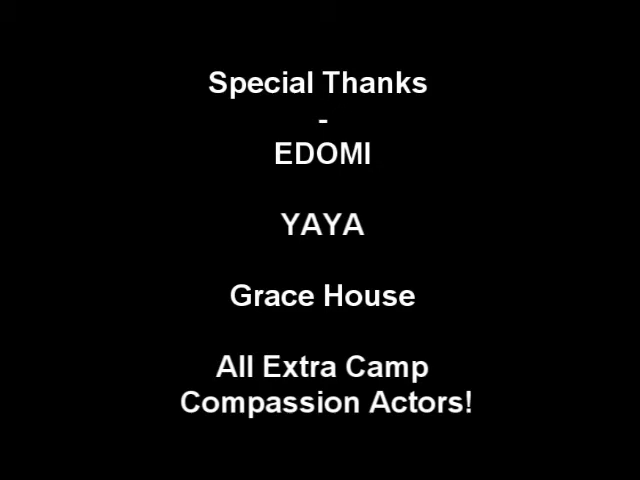 Special Thanks
-
EDOMI
YAYA
Grace House
All Extra Camp
Compassion Actors!